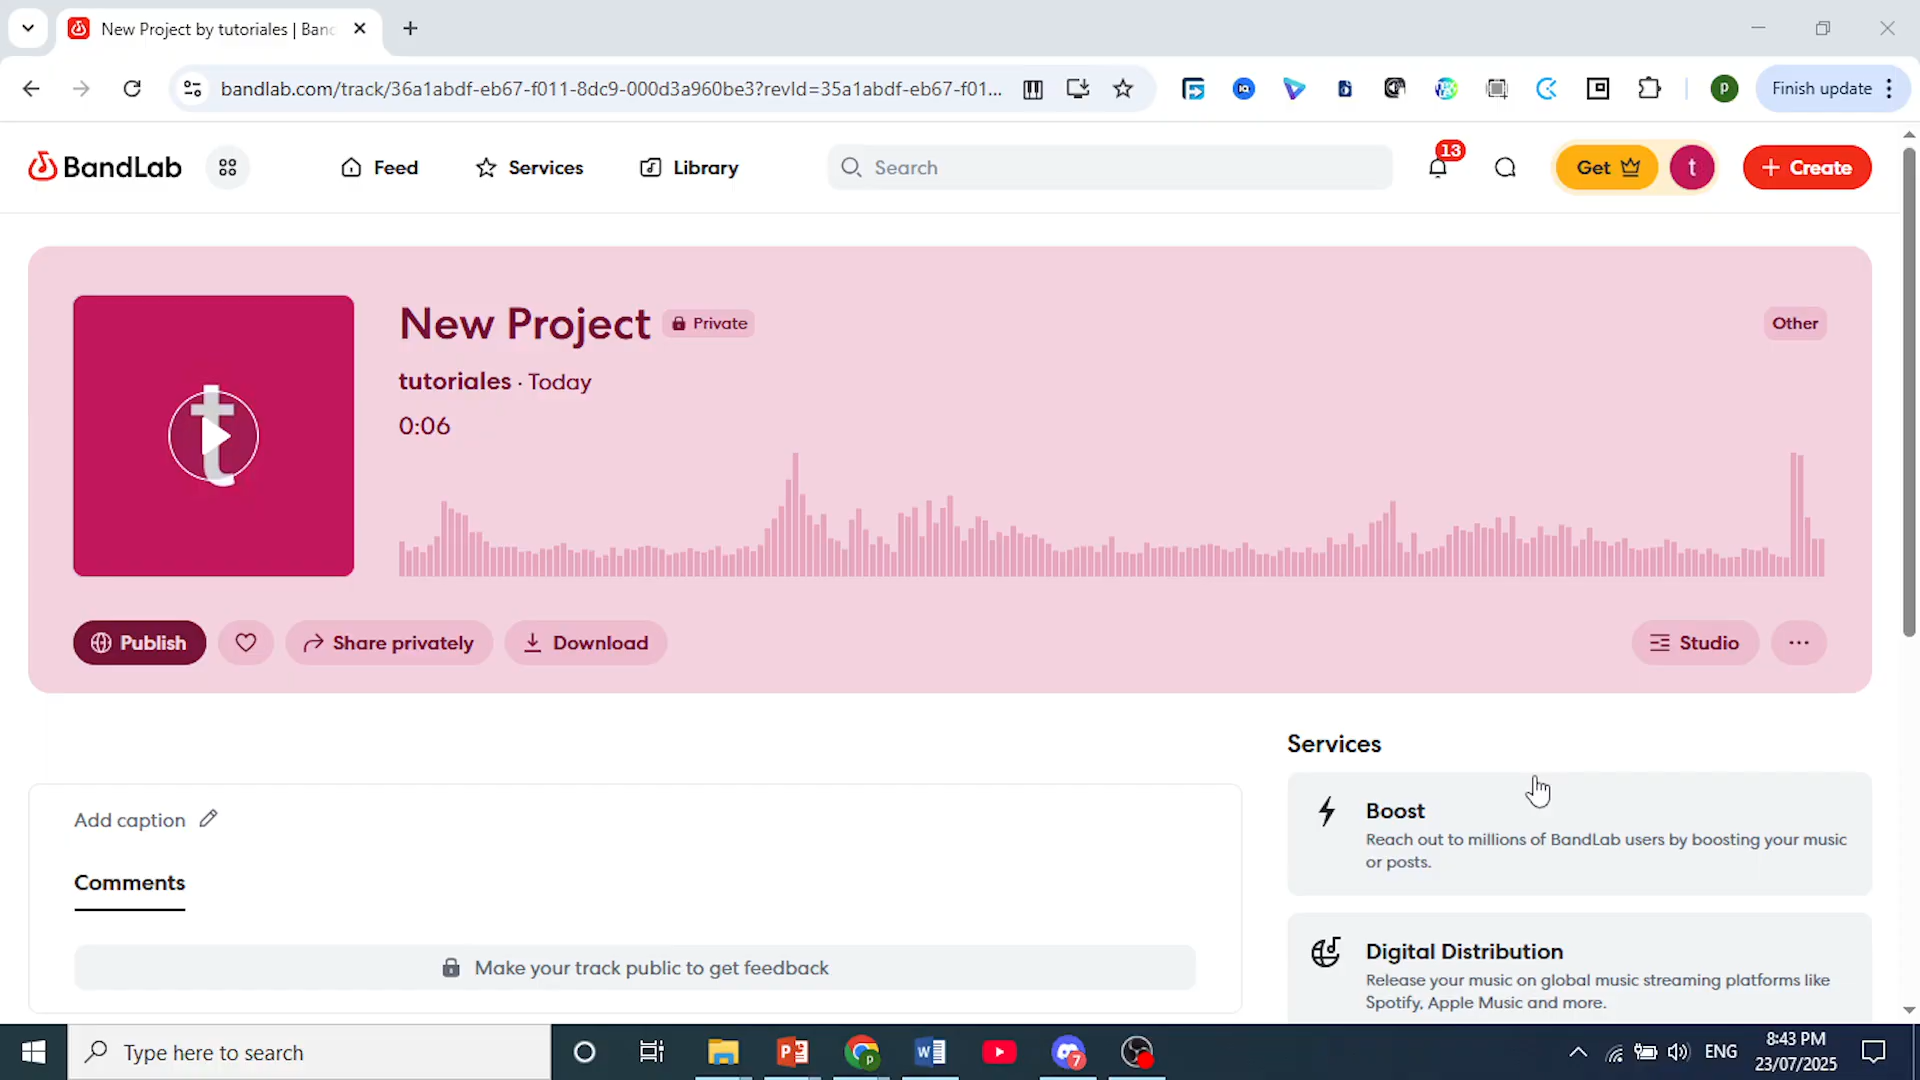 New Project by tutoriales | Banc
bandlab.com/track/36a1abdf-eb67-f011-8dc9-000d3a960be3?revId=35a1abdf-eb67-f01...
P
Finish update
BandLab
Feed
Services
Library
Search
13
Get
t
Create
New Project
Private
Other
tutoriales · Today
0:06
t
Publish
Share privately
Download
Studio
Services
Boost
Reach out to millions of BandLab users by boosting your music
or posts.
Add caption
Comments
Make your track public to get feedback
Digital Distribution
Release your music on global music streaming platforms like
Spotify, Apple Music and more.
Type here to search
7
ENG
8:43 PM
23/07/2025